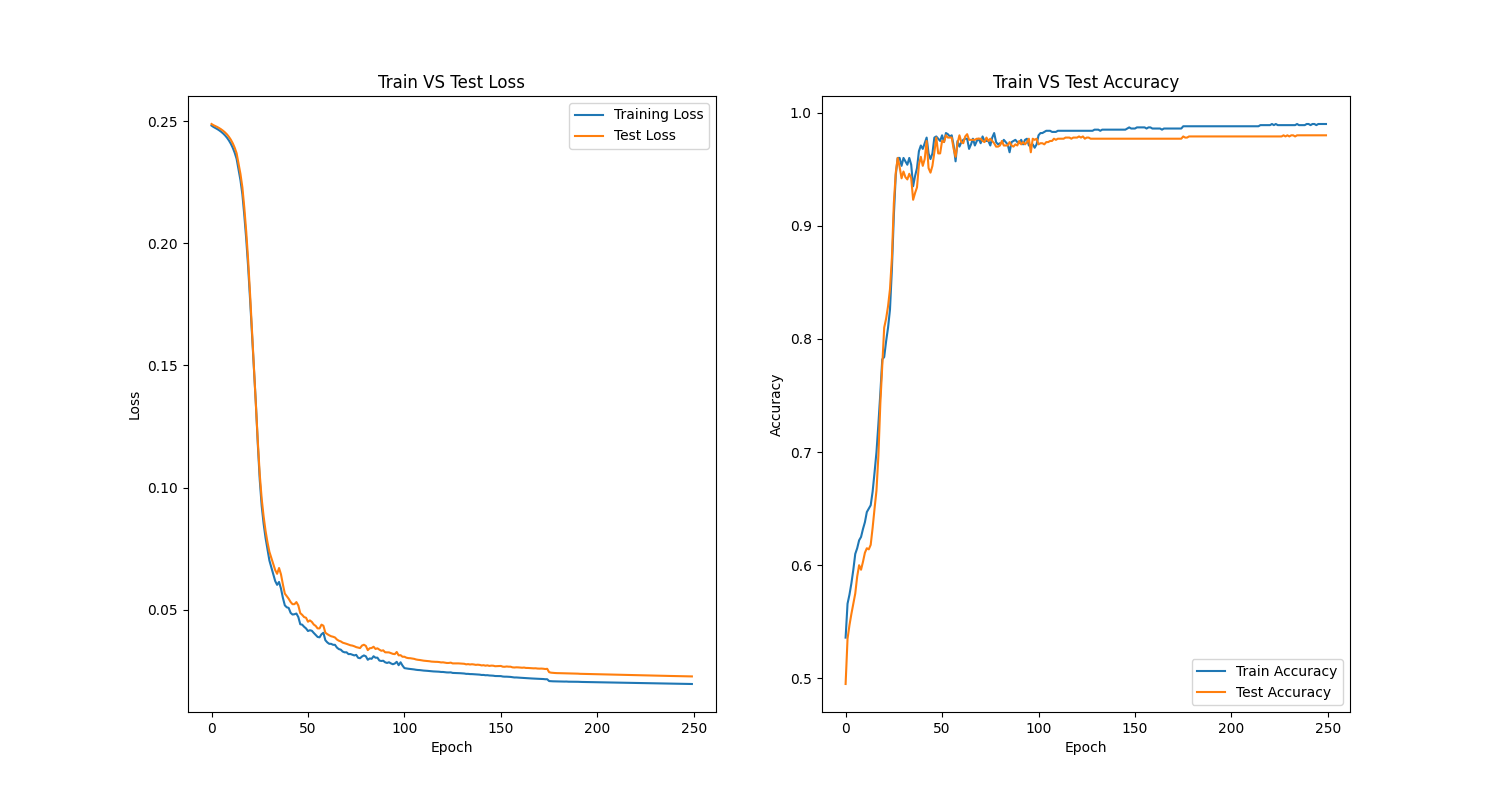 Train VS Test Loss
Training Loss
Test Loss
0.25
0.20
0.15
0.10
0.05
Loss
0 50 100 150 200 250
Epoch
Train VS Test Accuracy
1.0
0.9
0.8
0.7
0.6
0.5
Accuracy
Train Accuracy
Test Accuracy
0 50 100 150 200 250
Epoch